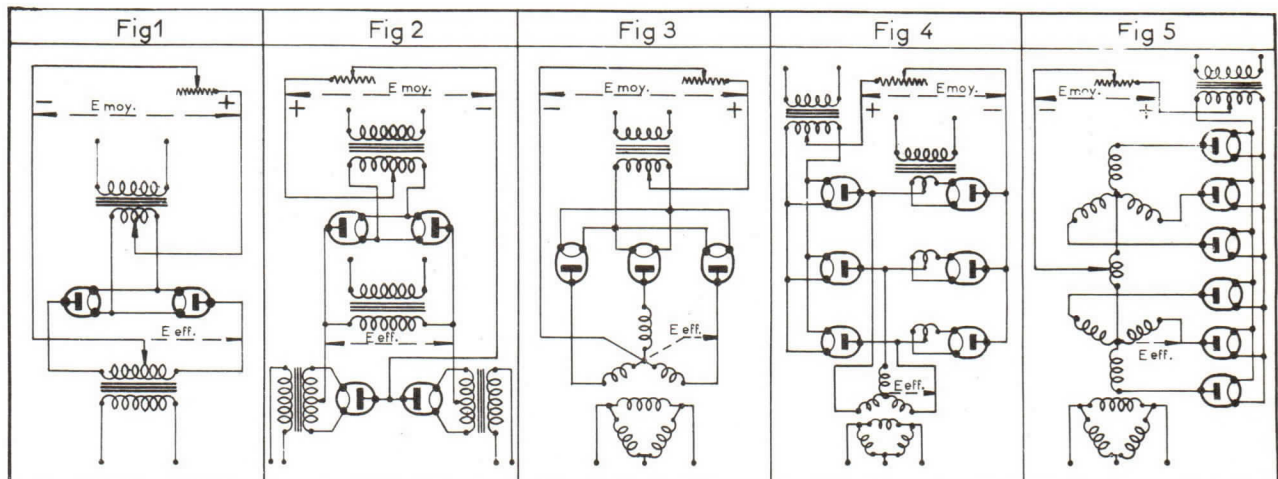 Fig1
Fig 2
Fig 3
Fig 4
Fig 5
− E moy. +
E eff.
+ E moy. −
E eff.
− E moy. +
E eff.
+ E moy. −
E eff.
− E moy. +
E eff.